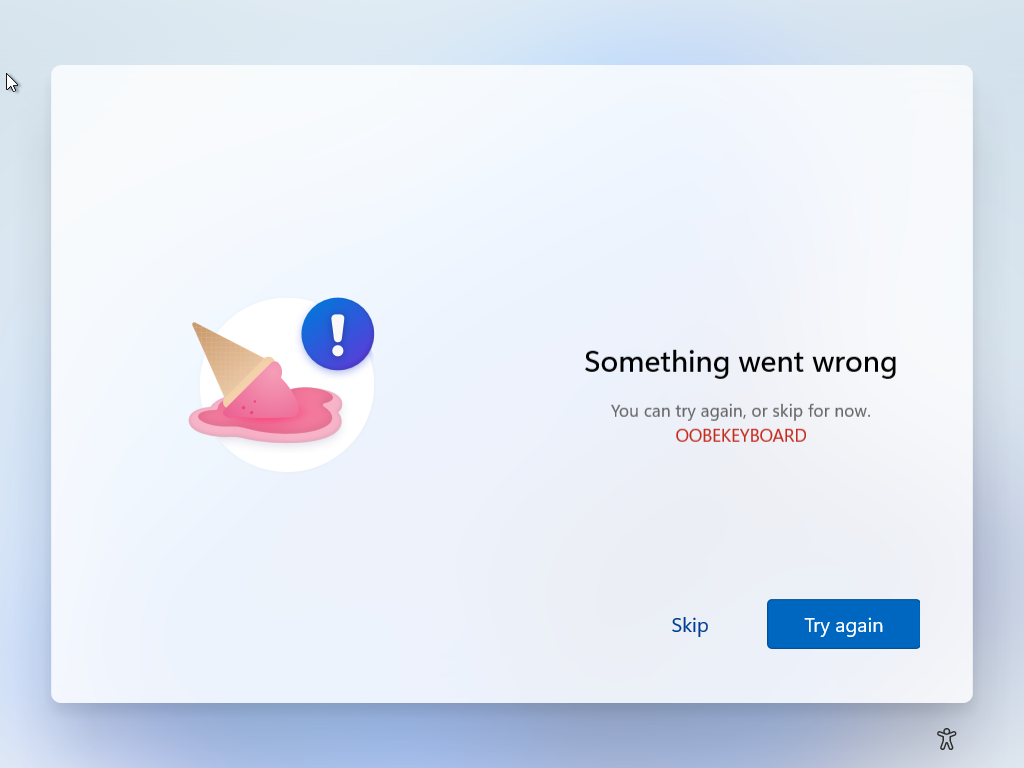 Something went wrong
You can try again, or skip for now.
OOBEKEYBOARD
Skip
Try again